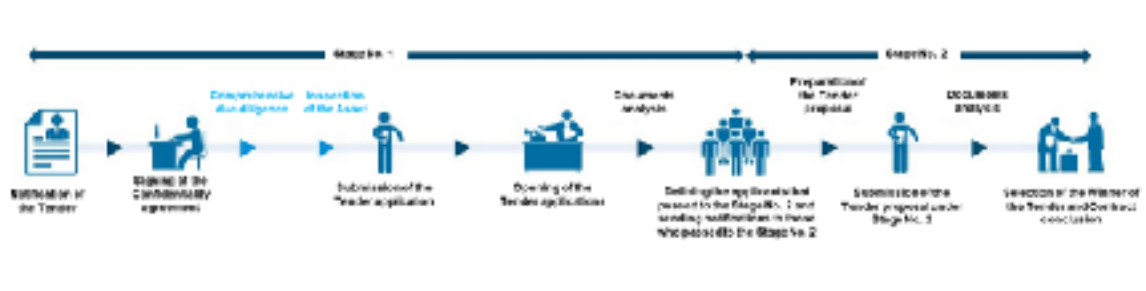 Stage No. 1
Stage No. 2
Comprehensive
due diligence
Inspection
of the Asset
Documents
analysis
Preparation of
the Tender
proposal
Documents
analysis
Notification of
the Tender
Signing of the
Confidentiality
agreement
Submission of the
Tender application
Opening of the
Tender applications
Defining the applicants that
passed to the Stage No. 2 and
sending notifications to those
who passed to the Stage No. 2
Submission of the
Tender proposal under
Stage No. 2
Selection of the Winner of
the Tender and Contract
conclusion